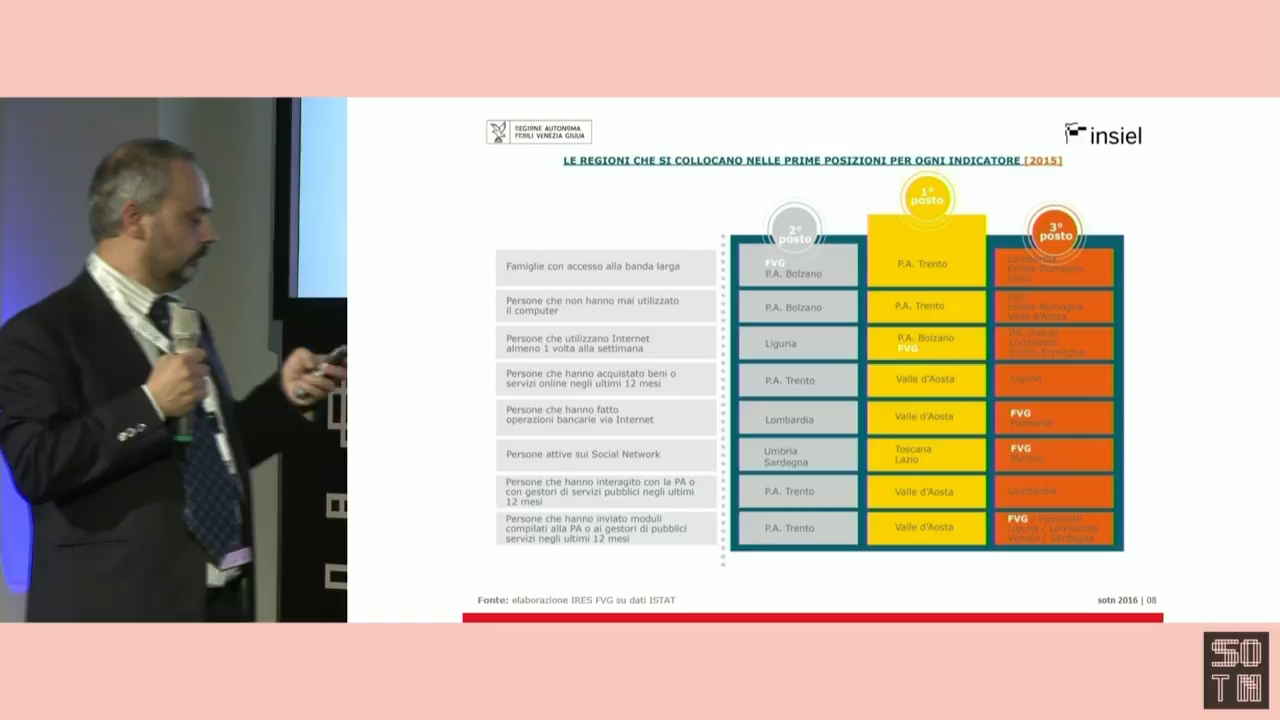 REGIONE AUTONOMA
FRIULI VENEZIA GIULIA
insiel
LE REGIONI CHE SI COLLOCANO NELLE PRIME POSIZIONI PER OGNI INDICATORE [2015]
2° posto
1° posto
3° posto
Famiglie con accesso alla banda larga
FVG
P.A. Bolzano
P.A. Trento
Lombardia
Emilia-Romagna
Lazio
Persone che non hanno mai utilizzato
il computer
P.A. Bolzano
P.A. Trento
Emilia-Romagna
Valle d'Aosta
Persone che utilizzano Internet
almeno 1 volta alla settimana
Liguria
P.A. Bolzano
FVG
P.A. Trento
Lombardia
Emilia-Romagna
Persone che hanno acquistato beni o
servizi online negli ultimi 12 mesi
P.A. Trento
Valle d'Aosta
Liguria
Persone che hanno fatto
operazioni bancarie via Internet
Lombardia
Valle d'Aosta
FVG
Piemonte
Persone attive sui Social Network
Umbria
Sardegna
Toscana
Lazio
FVG
Marche
Persone che hanno interagito con la PA o
con gestori di servizi pubblici negli ultimi
12 mesi
P.A. Trento
Valle d'Aosta
Lombardia
Persone che hanno inviato moduli
compilati alla PA o ai gestori di pubblici
servizi negli ultimi 12 mesi
P.A. Trento
Valle d'Aosta
FVG / Piemonte
Liguria / Lombardia
Veneto / Sardegna
Fonte: elaborazione IRES FVG su dati ISTAT
sotn 2016 | 08
SO
TN